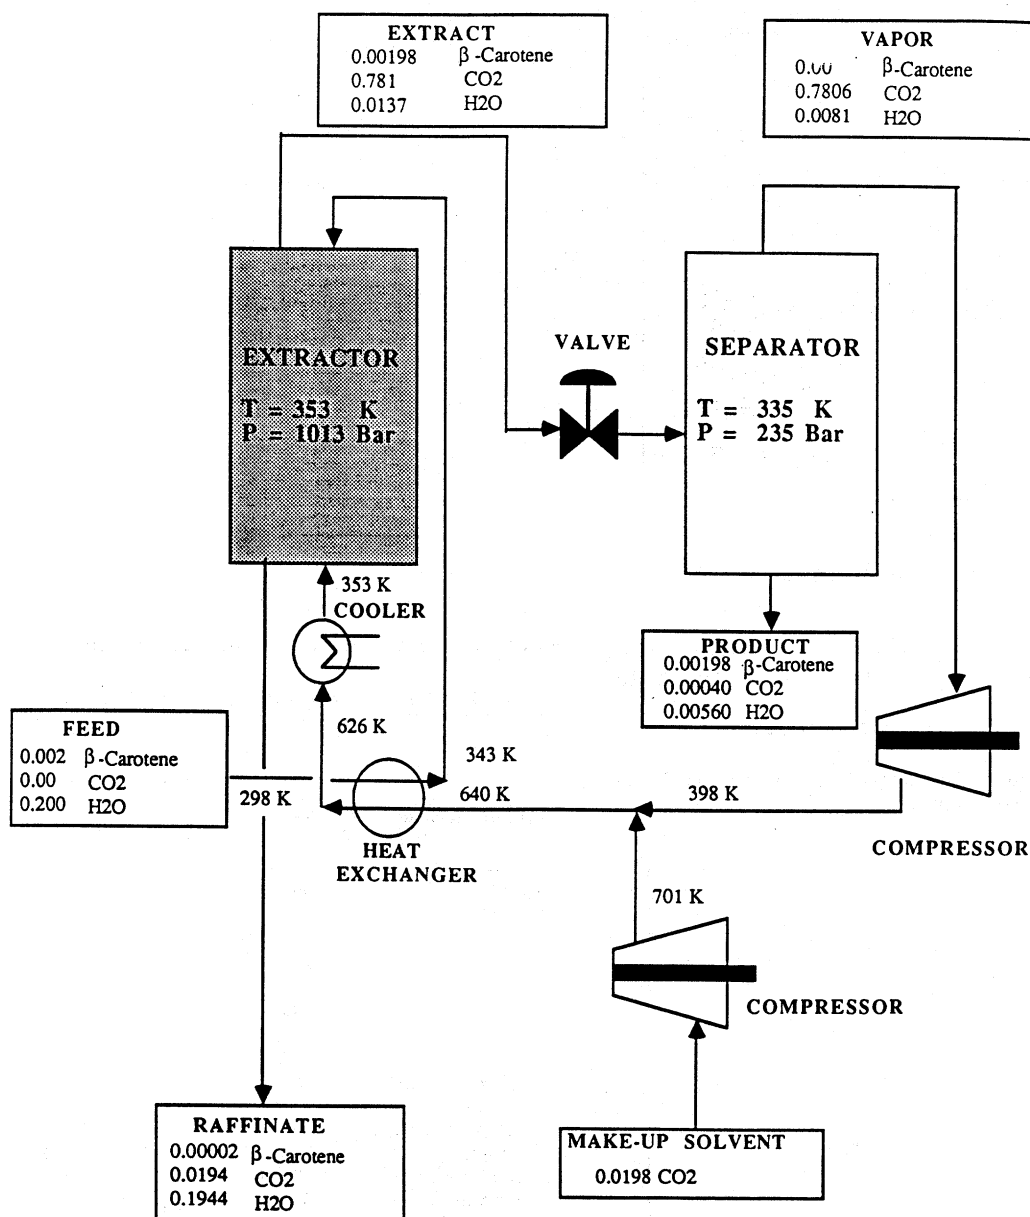 EXTRACT
0.00198 β-Carotene
0.781 CO2
0.0137 H2O
VAPOR
0.00 β-Carotene
0.7806 CO2
0.0081 H2O
EXTRACTOR
T = 353 K
P = 1013 Bar
VALVE
SEPARATOR
T = 335 K
P = 235 Bar
353 K
COOLER
PRODUCT
0.00198 β-Carotene
0.00040 CO2
0.00560 H2O
FEED
0.002 β-Carotene
0.00 CO2
0.200 H2O
626 K
343 K
298 K
640 K
398 K
HEAT
EXCHANGER
COMPRESSOR
701 K
COMPRESSOR
RAFFINATE
0.00002 β-Carotene
0.0194 CO2
0.1944 H2O
MAKE-UP SOLVENT
0.0198 CO2